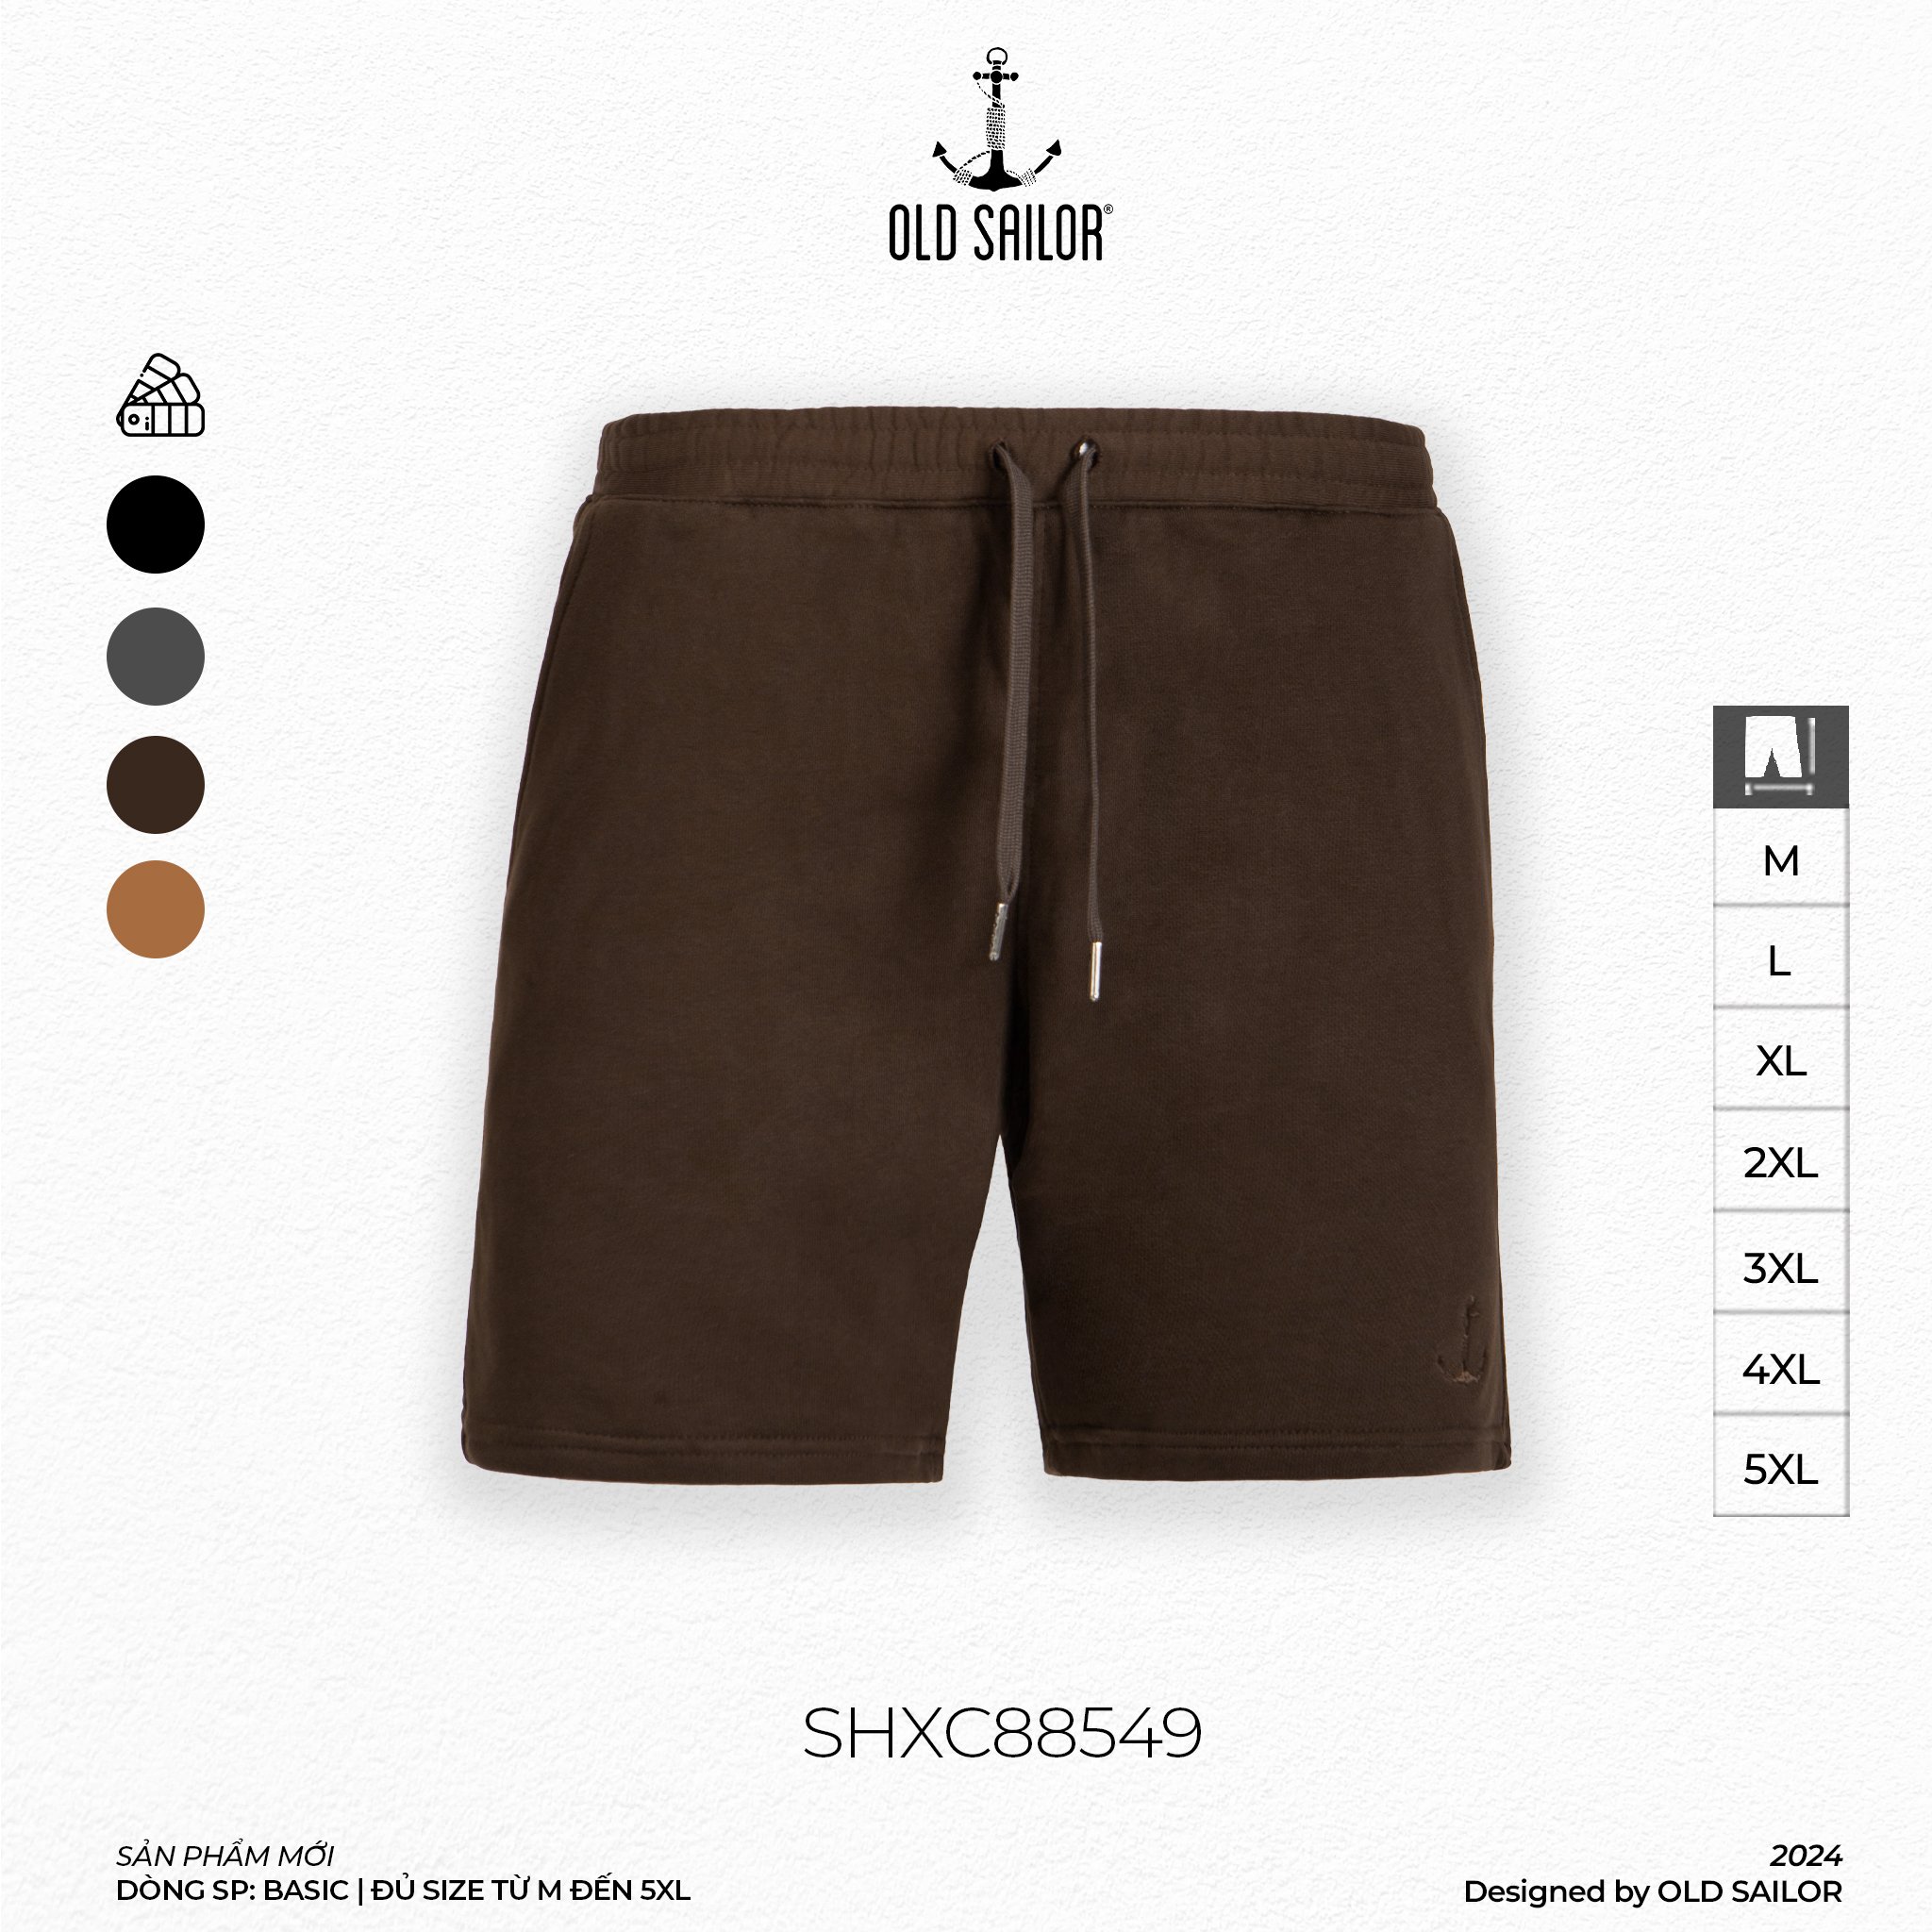 OLD SAILOR®
M
L
XL
2XL
3XL
4XL
5XL
SHXC88549
SẢN PHẨM MỚI
DÒNG SP: BASIC | ĐỦ SIZE TỪ M ĐẾN 5XL
2024
Designed by OLD SAILOR